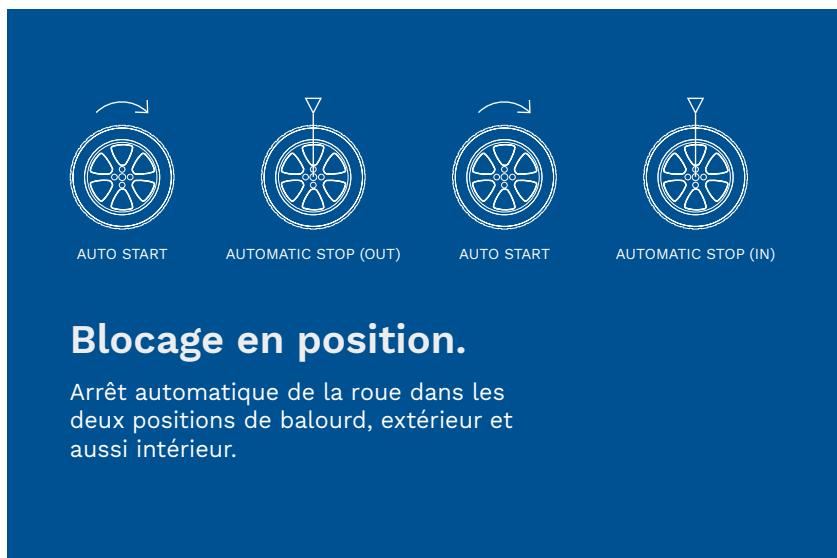 AUTO START
AUTOMATIC STOP (OUT)
AUTO START
AUTOMATIC STOP (IN)
Blocage en position.
Arrêt automatique de la roue dans les
deux positions de balourd, extérieur et
aussi intérieur.